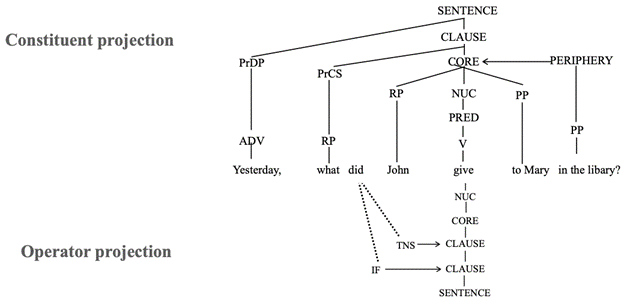 SENTENCE
Constituent projection
CLAUSE
PrDP
PrCS
CORE
PERIPHERY
RP
NUC
PP
PRED
ADV
RP
V
PP
Yesterday, what did John give to Mary in the libary?
NUC
CORE
Operator projection
TNS
CLAUSE
IF
CLAUSE
SENTENCE